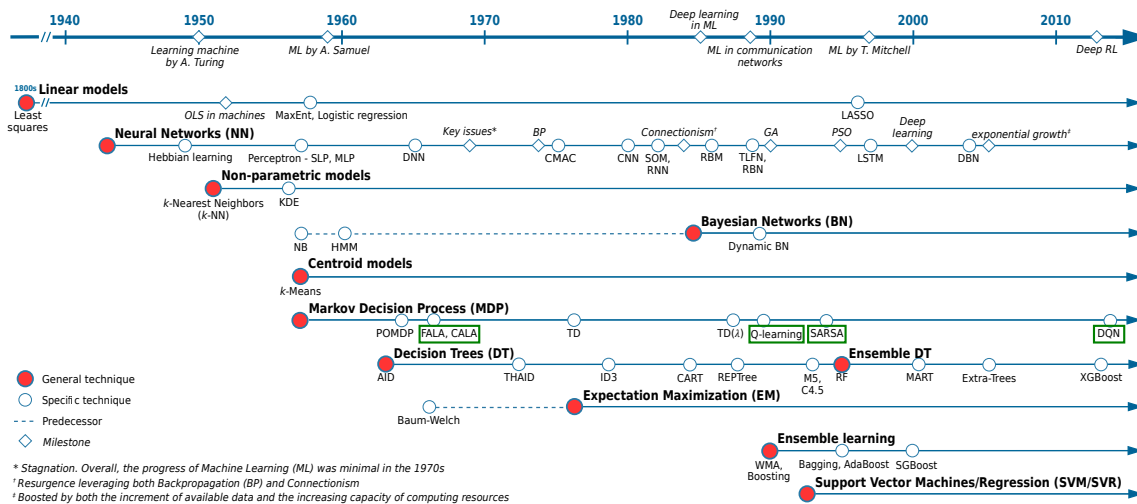 1940 1950 1960 1970 1980 1990 2000 2010
Deep learning
in ML
Learning machine
by A. Turing
ML by A. Samuel
ML in communication
networks
ML by T. Mitchell
Deep RL
1800s
Linear models
Least
squares
OLS in machines
MaxEnt, Logistic regression
LASSO
Neural Networks (NN)
Key issues*
BP
Connectionism†
GA
PSO
Deep
learning
exponential growth‡
Hebbian learning
Perceptron - SLP, MLP
DNN
CMAC
CNN
SOM,
RNN
RBM
TLFN,
RBN
LSTM
DBN
Non-parametric models
k-Nearest Neighbors
(k-NN)
KDE
Bayesian Networks (BN)
NB
HMM
Dynamic BN
Centroid models
k-Means
Markov Decision Process (MDP)
POMDP
FALA, CALA
TD
TD(λ)
Q-learning
SARSA
DQN
Decision Trees (DT)
Ensemble DT
AID
THAID
ID3
CART
REPTree
M5,
C4.5
RF
MART
Extra-Trees
XGBoost
Expectation Maximization (EM)
Baum-Welch
Ensemble learning
WMA,
Boosting
Bagging, AdaBoost
SGBoost
Support Vector Machines/Regression (SVM/SVR)
General technique
Specific technique
Predecessor
Milestone
* Stagnation. Overall, the progress of Machine Learning (ML) was minimal in the 1970s
† Resurgence leveraging both Backpropagation (BP) and Connectionism
‡ Boosted by both the increment of available data and the increasing capacity of computing resources